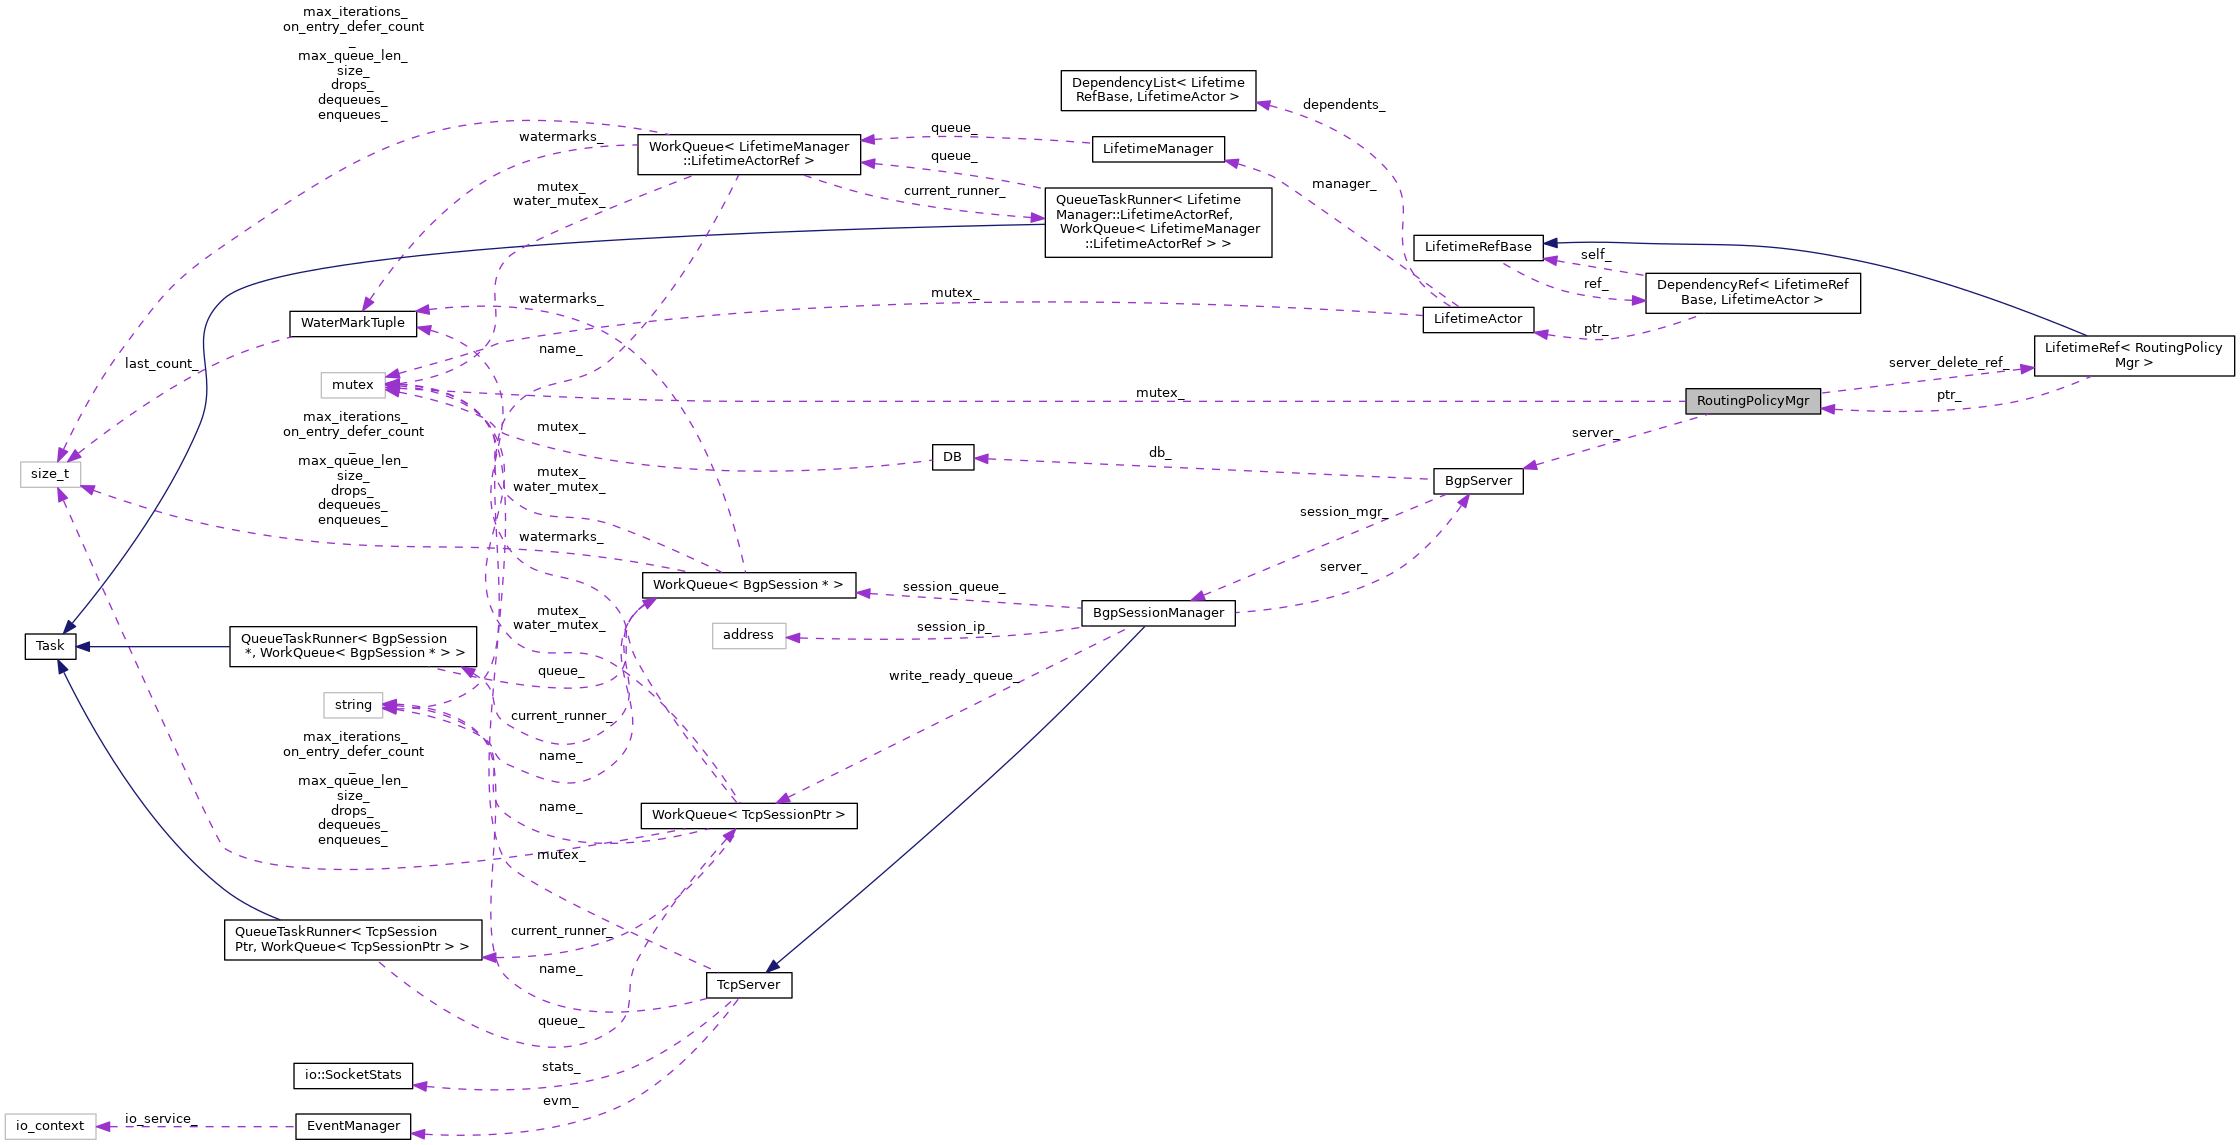 max_iterations_
on_entry_defer_count
_
max_queue_len_
size_
drops_
dequeues_
enqueues_
DependencyList< Lifetime
RefBase, LifetimeActor >
dependents_
watermarks_
WorkQueue< LifetimeManager
::LifetimeActorRef >
queue_
LifetimeManager
queue_
manager_
mutex_
water_mutex_
current_runner_
QueueTaskRunner< Lifetime
Manager::LifetimeActorRef,
WorkQueue< LifetimeManager
::LifetimeActorRef > >
LifetimeRefBase
self_
ref_
DependencyRef< LifetimeRef
Base, LifetimeActor >
watermarks_
mutex_
WaterMarkTuple
LifetimeActor
ptr_
name_
last_count_
LifetimeRef< RoutingPolicy
Mgr >
server_delete_ref_
mutex
mutex_
RoutingPolicyMgr
ptr_
max_iterations_
on_entry_defer_count
_
max_queue_len_
size_
drops_
dequeues_
enqueues_
mutex_
server_
size_t
DB
db_
BgpServer
mutex_
water_mutex_
session_mgr_
watermarks_
server_
WorkQueue< BgpSession * >
session_queue_
BgpSessionManager
mutex_
water_mutex_
address
session_ip_
Task
QueueTaskRunner< BgpSession
*, WorkQueue< BgpSession * > >
queue_
write_ready_queue_
string
current_runner_
max_iterations_
on_entry_defer_count
_
max_queue_len_
size_
drops_
dequeues_
enqueues_
name_
name_
WorkQueue< TcpSessionPtr >
mutex_
QueueTaskRunner< TcpSession
Ptr, WorkQueue< TcpSessionPtr > >
current_runner_
name_
TcpServer
queue_
io::SocketStats
stats_
evm_
io_context
io_service_
EventManager